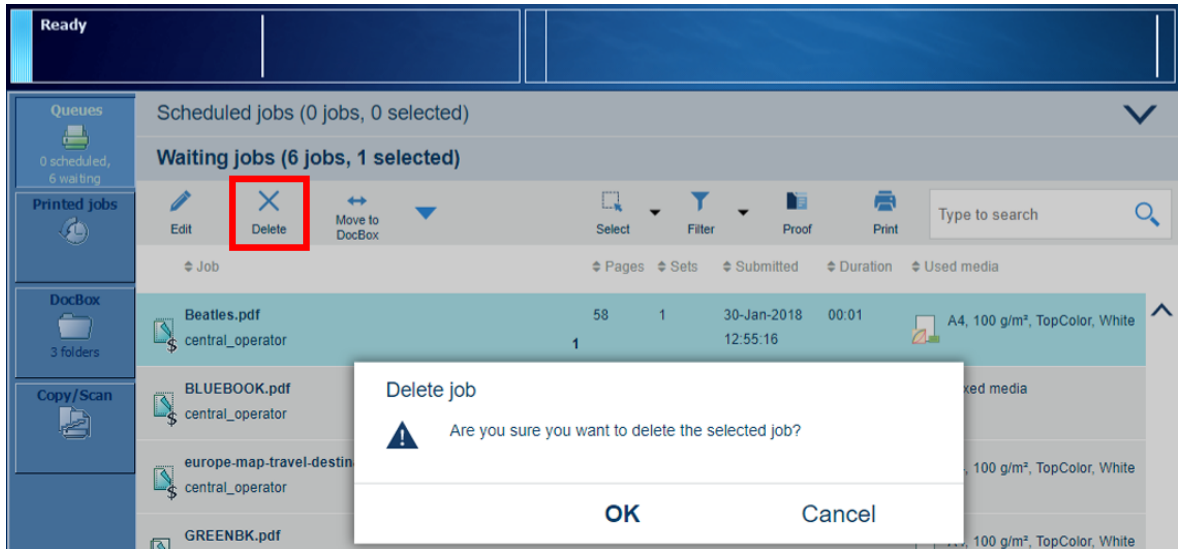 Ready
Queues
0 scheduled,
6 waiting
Printed jobs
DocBox
3 folders
Copy/Scan
Scheduled jobs (0 jobs, 0 selected)
Waiting jobs (6 jobs, 1 selected)
Edit
Delete
Move to
DocBox
Select
Filter
Proof
Print
Type to search
Job
Pages
Sets
Submitted
Duration
Used media
Beatles.pdf
central_operator
1
58
1
30-Jan-2018
12:55:16
00:01
A4, 100 g/m², TopColor, White
BLUEBOOK.pdf
central_operator
media
europe-map-travel-destin
central_operator
100 g/m², TopColor, White
GREENBK.pdf
100 g/m², TopColor, White
Delete job
Are you sure you want to delete the selected job?
OK
Cancel